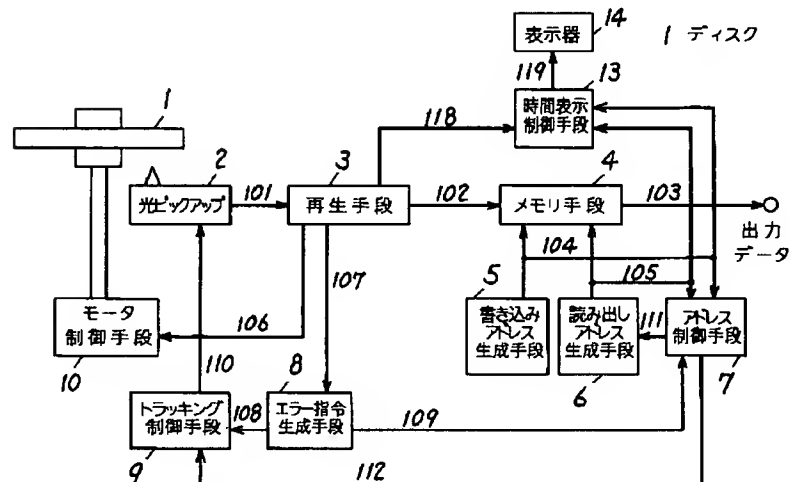 表示器
14
1 ディスク
119
13
時間表示
制御手段
1
118
2
3
4
光ピックアップ
101
再生手段
102
メモリ手段
103
出力
データ
104
105
107
5
書き込み
アドレス
生成手段
読み出し
アドレス
生成手段
6
111
アドレス
制御手段
7
モータ
制御手段
10
106
110
8
トラッキング
制御手段
9
108
エラー指令
生成手段
109
112